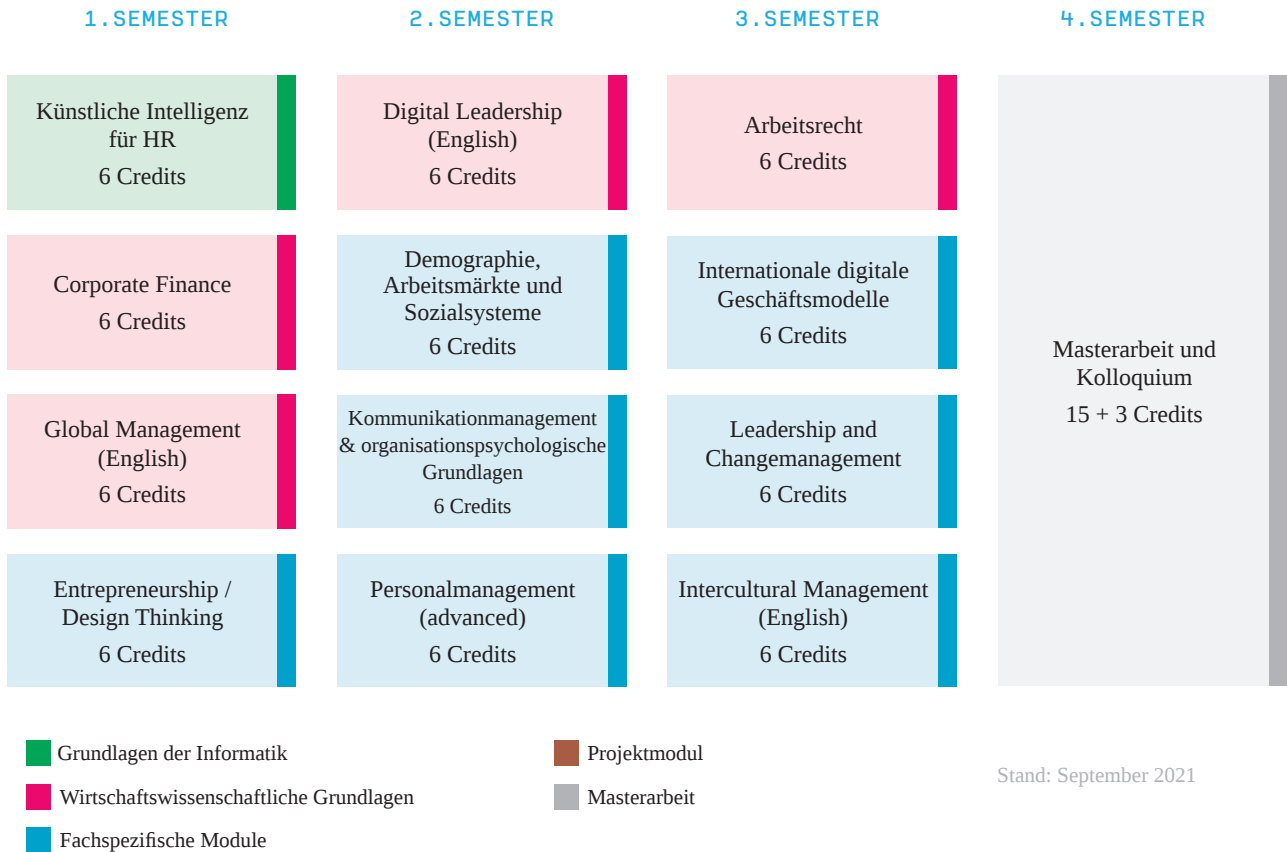 1.SEMESTER
2.SEMESTER
3.SEMESTER
4.SEMESTER
Künstliche Intelligenz
für HR
6 Credits
Digital Leadership
(English)
6 Credits
Arbeitsrecht
6 Credits
Corporate Finance
6 Credits
Demographie,
Arbeitsmärkte und
Sozialsysteme
6 Credits
Internationale digitale
Geschäftsmodelle
6 Credits
Masterarbeit und
Kolloquium
15 + 3 Credits
Global Management
(English)
6 Credits
Kommunikationmanagement
& organisationspsychologische
Grundlagen
6 Credits
Leadership and
Changemanagement
6 Credits
Entrepreneurship /
Design Thinking
6 Credits
Personalmanagement
(advanced)
6 Credits
Intercultural Management
(English)
6 Credits
Grundlagen der Informatik
Wirtschaftswissenschaftliche Grundlagen
Fachspezifische Module
Projektmodul
Masterarbeit
Stand: September 2021